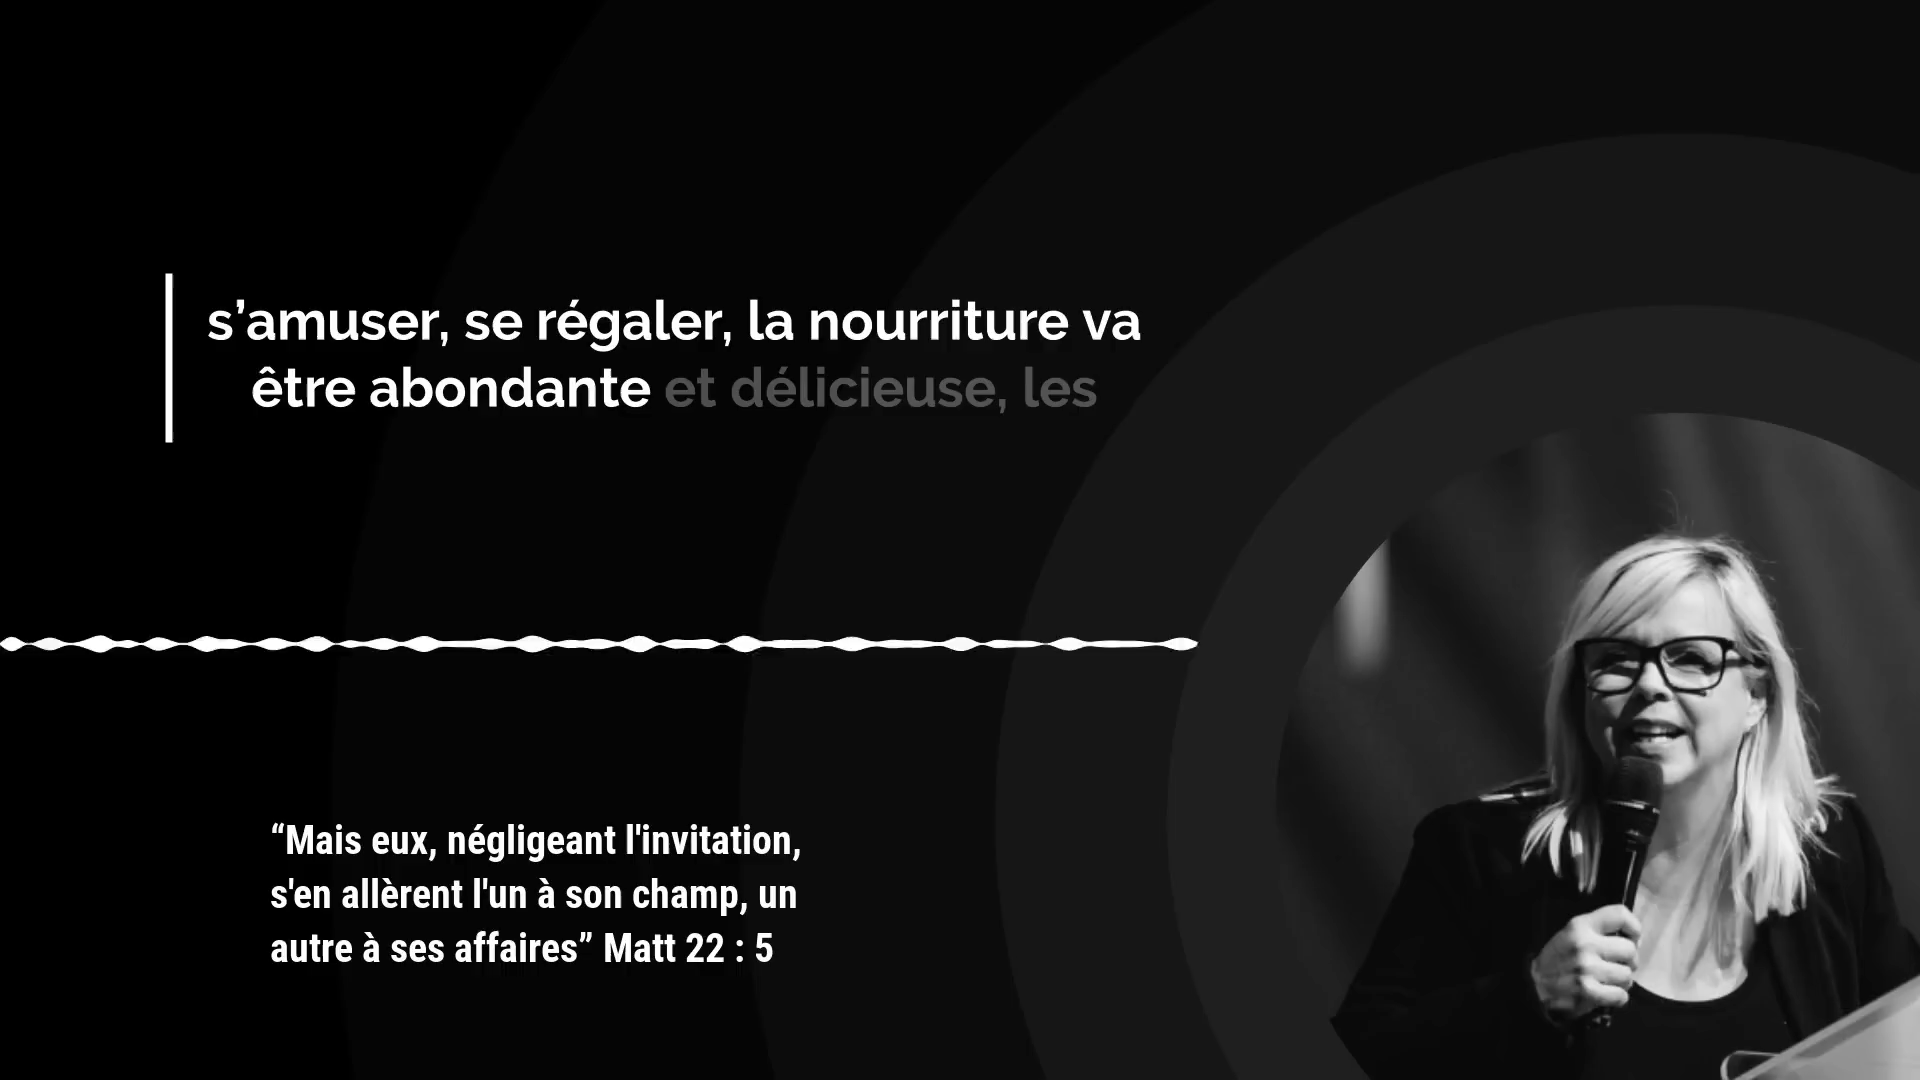 s’amuser, se régaler, la nourriture va
être abondante et délicieuse, les
“Mais eux, négligeant l'invitation,
s'en allèrent l'un à son champ, un
autre à ses affaires” Matt 22 : 5